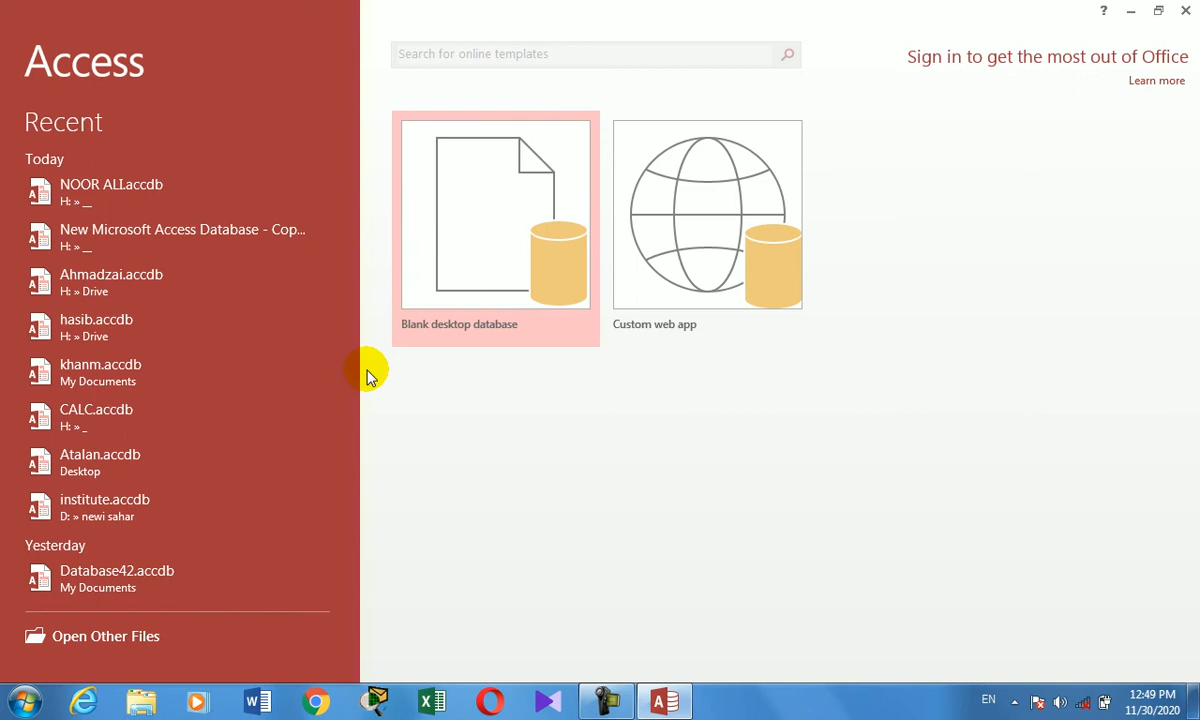 ?
Access
Search for online templates
Sign in to get the most out of Office
Learn more
Recent
Today
NOOR ALI.accdb
H: » __
New Microsoft Access Database - Cop...
H: » __
Ahmadzai.accdb
H: » Drive
hasib.accdb
H: » Drive
khanm.accdb
My Documents
CALC.accdb
H: » _
Atalan.accdb
Desktop
institute.accdb
D: » newi sahar
Yesterday
Database42.accdb
My Documents
Open Other Files
Blank desktop database
Custom web app
EN
12:49 PM
11/30/2020